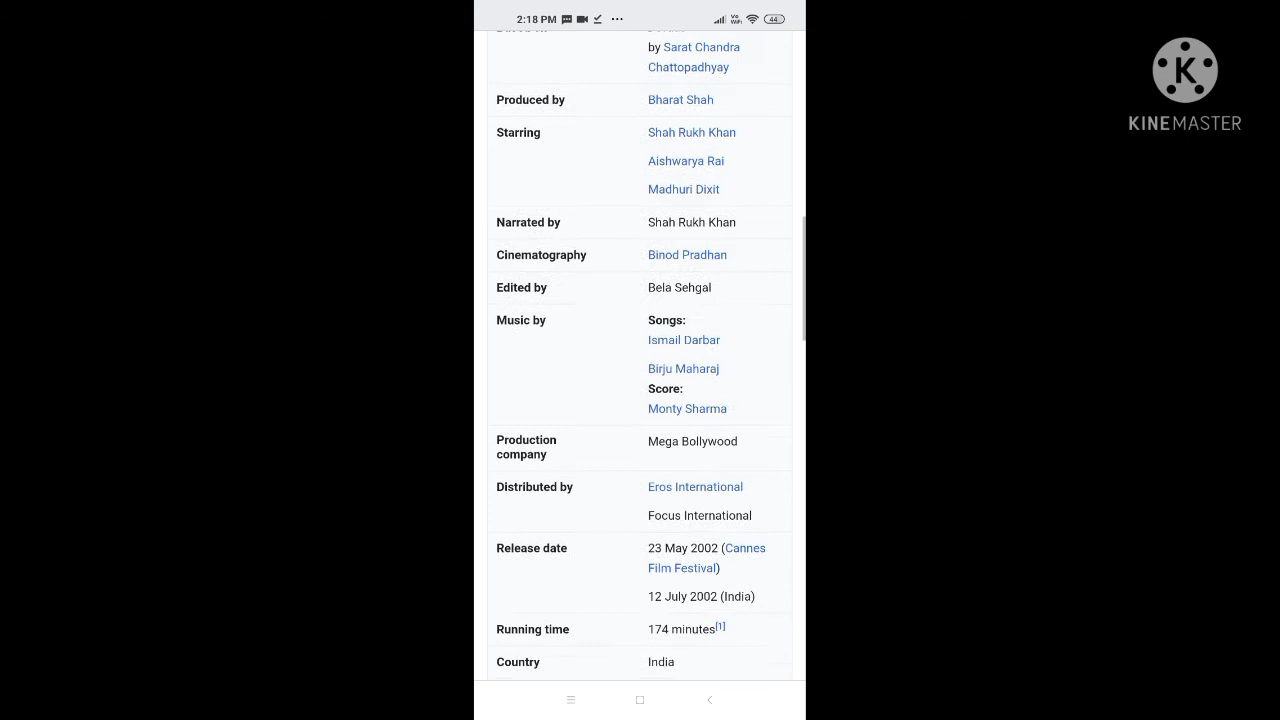 2:18 PM
Vo
WiFi
44
by Sarat Chandra
Chattopadhyay
Produced by Bharat Shah
Starring Shah Rukh Khan
Aishwarya Rai
Madhuri Dixit
Narrated by Shah Rukh Khan
Cinematography Binod Pradhan
Edited by Bela Sehgal
Music by Songs:
Ismail Darbar
Birju Maharaj
Score:
Monty Sharma
Production company Mega Bollywood
Distributed by Eros International
Focus International
Release date 23 May 2002 (Cannes
Film Festival)
12 July 2002 (India)
Running time 174 minutes[1]
Country India
K
KINEMASTER